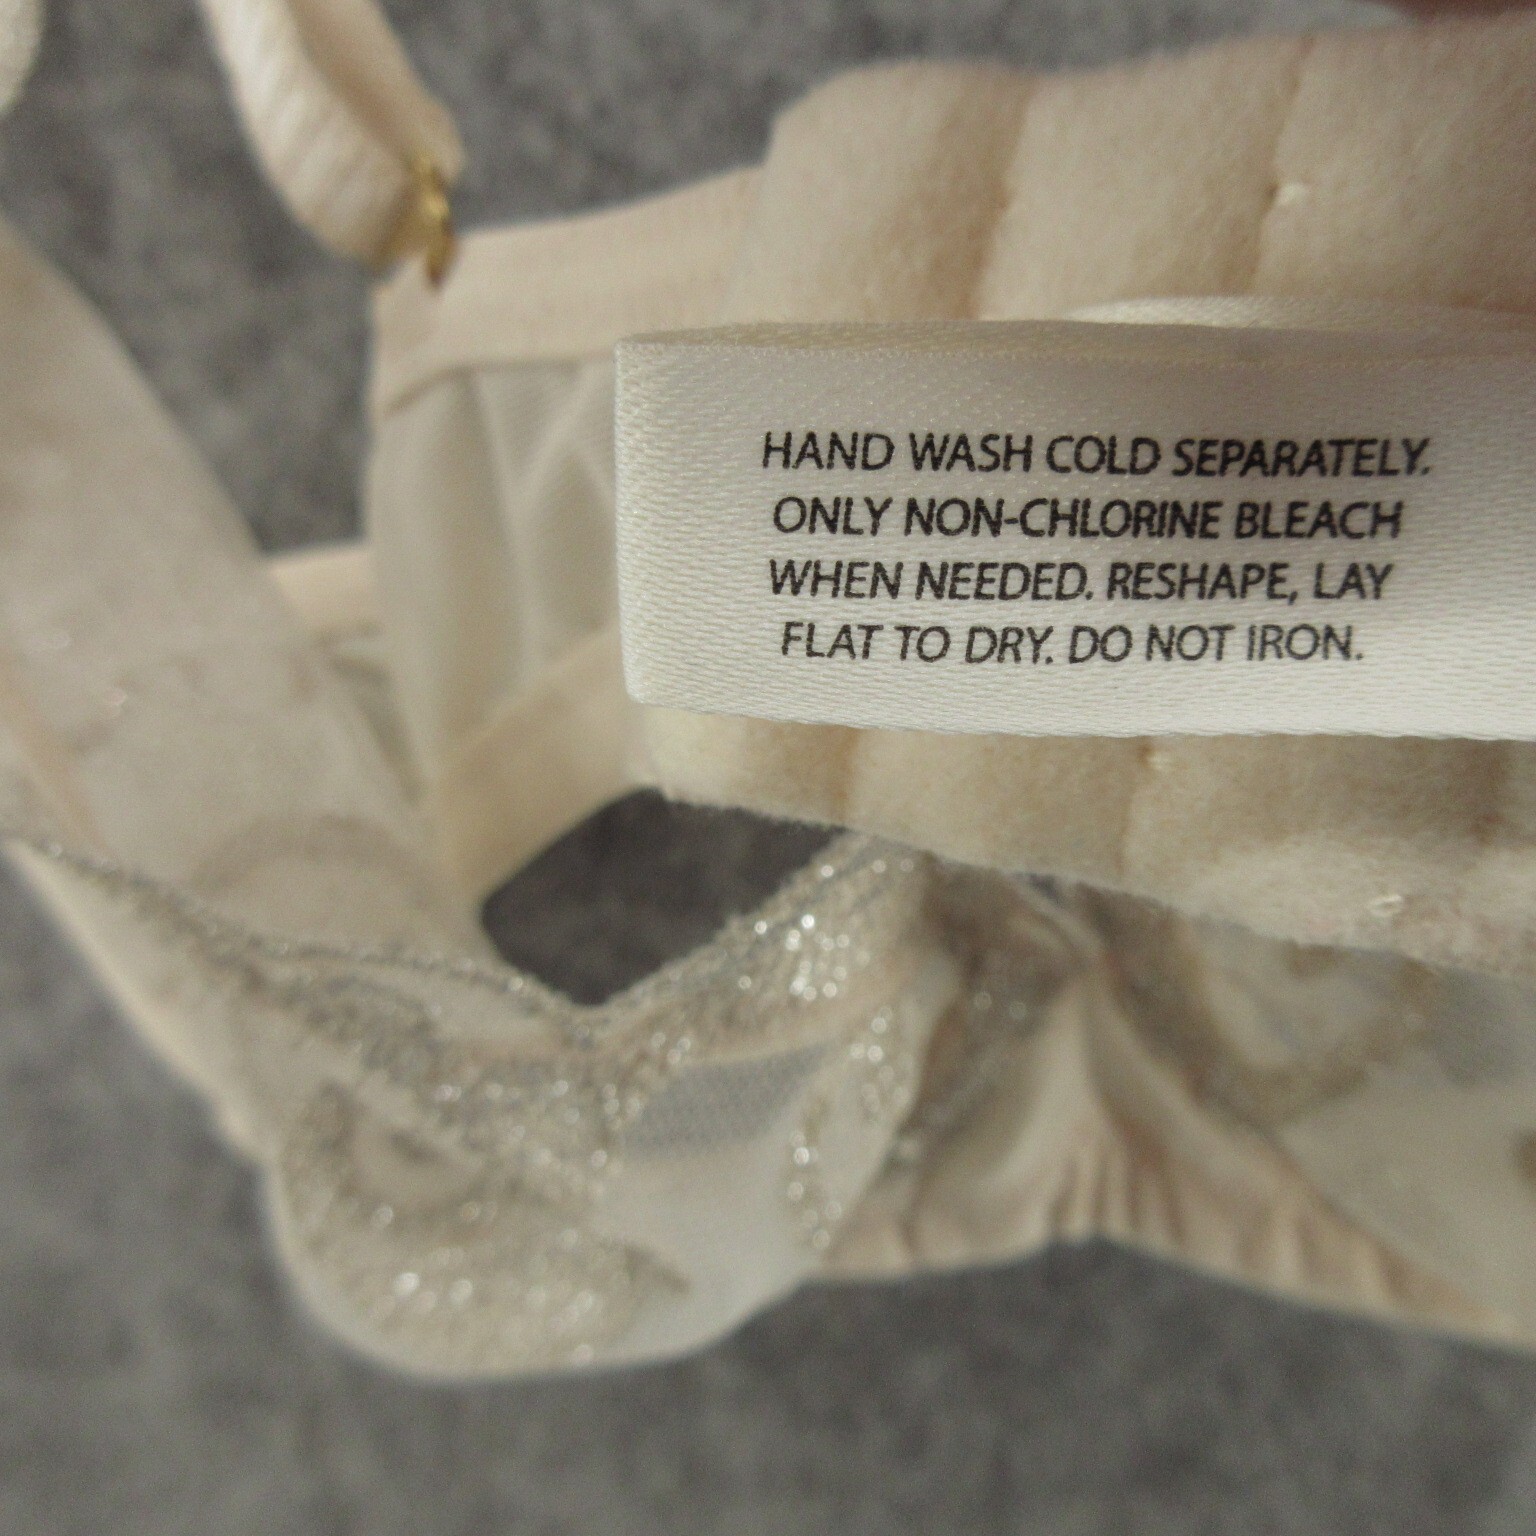 HAND WASH COLD SEPARATELY.
ONLY NON-CHLORINE BLEACH
WHEN NEEDED. RESHAPE, LAY
FLAT TO DRY. DO NOT IRON.